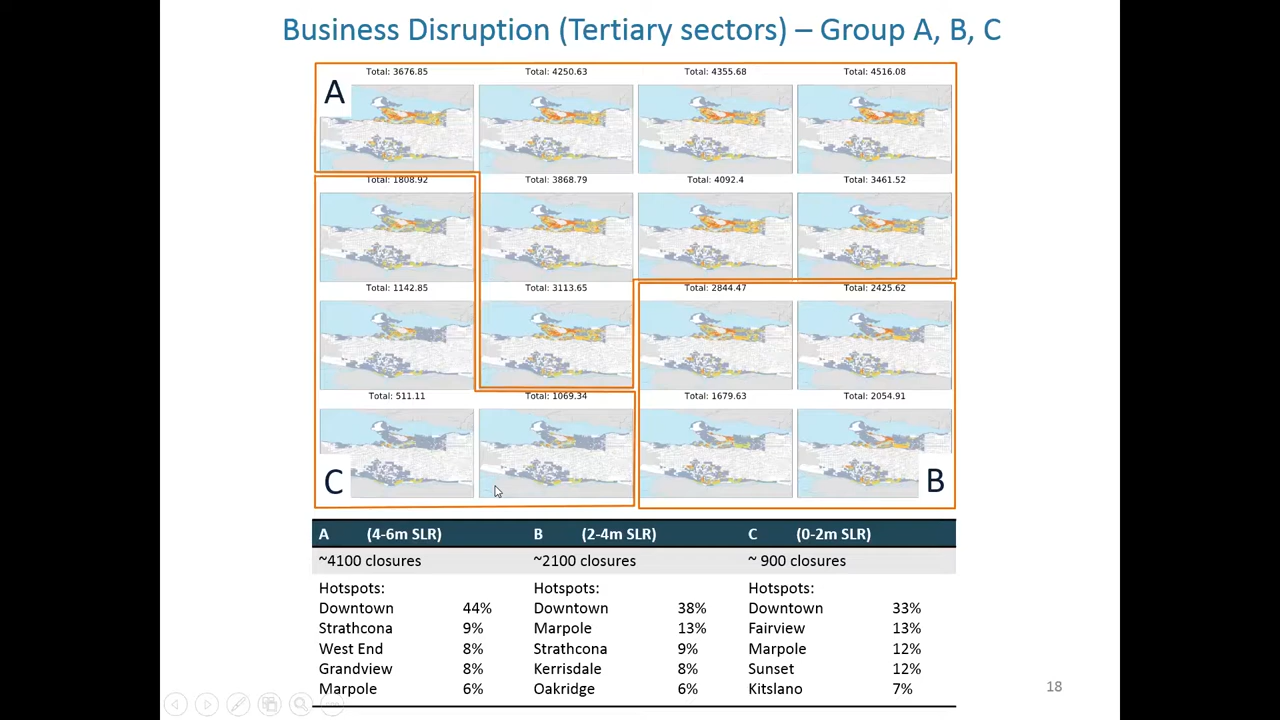 Business Disruption (Tertiary sectors) – Group A, B, C
Total: 3676.85 Total: 4250.63 Total: 4355.68 Total: 4516.08
A
Total: 1808.92 Total: 3868.79 Total: 4092.4 Total: 3461.52
Total: 1142.85 Total: 3113.65 Total: 2844.47 Total: 2425.62
Total: 511.11 Total: 1069.34 Total: 1679.63 Total: 2054.91
C B
A (4-6m SLR) B (2-4m SLR) C (0-2m SLR)
~4100 closures ~2100 closures ~ 900 closures
Hotspots: Hotspots: Hotspots:
Downtown 44% Downtown 38% Downtown 33%
Strathcona 9% Marpole 13% Fairview 13%
West End 8% Strathcona 9% Marpole 12%
Grandview 8% Kerrisdale 8% Sunset 12%
Marpole 6% Oakridge 6% Kitslano 7%
18